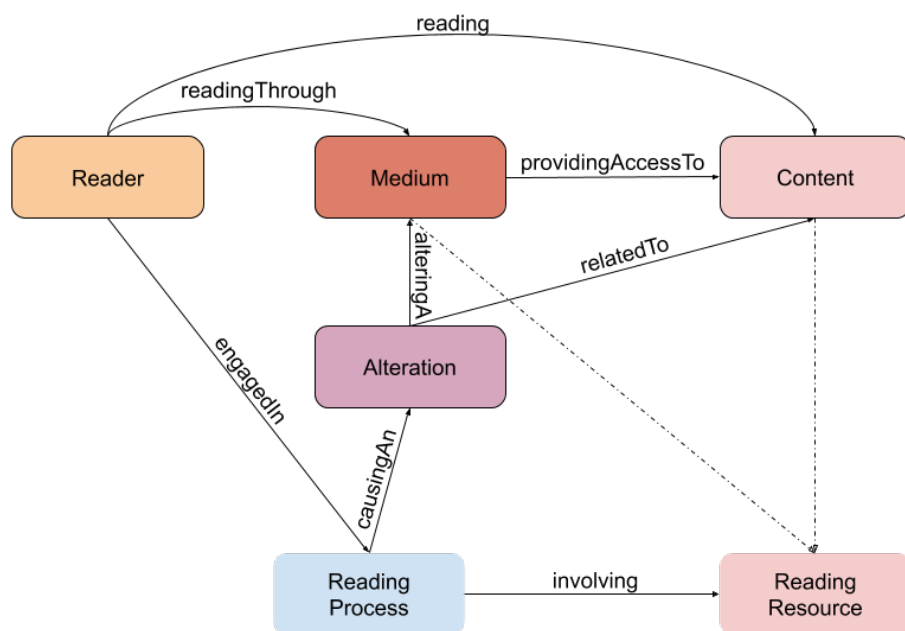 reading
readingThrough
Reader
Medium
providingAccessTo
Content
alteringA
relatedTo
engagedIn
Alteration
causingAn
Reading
Process
involving
Reading
Resource